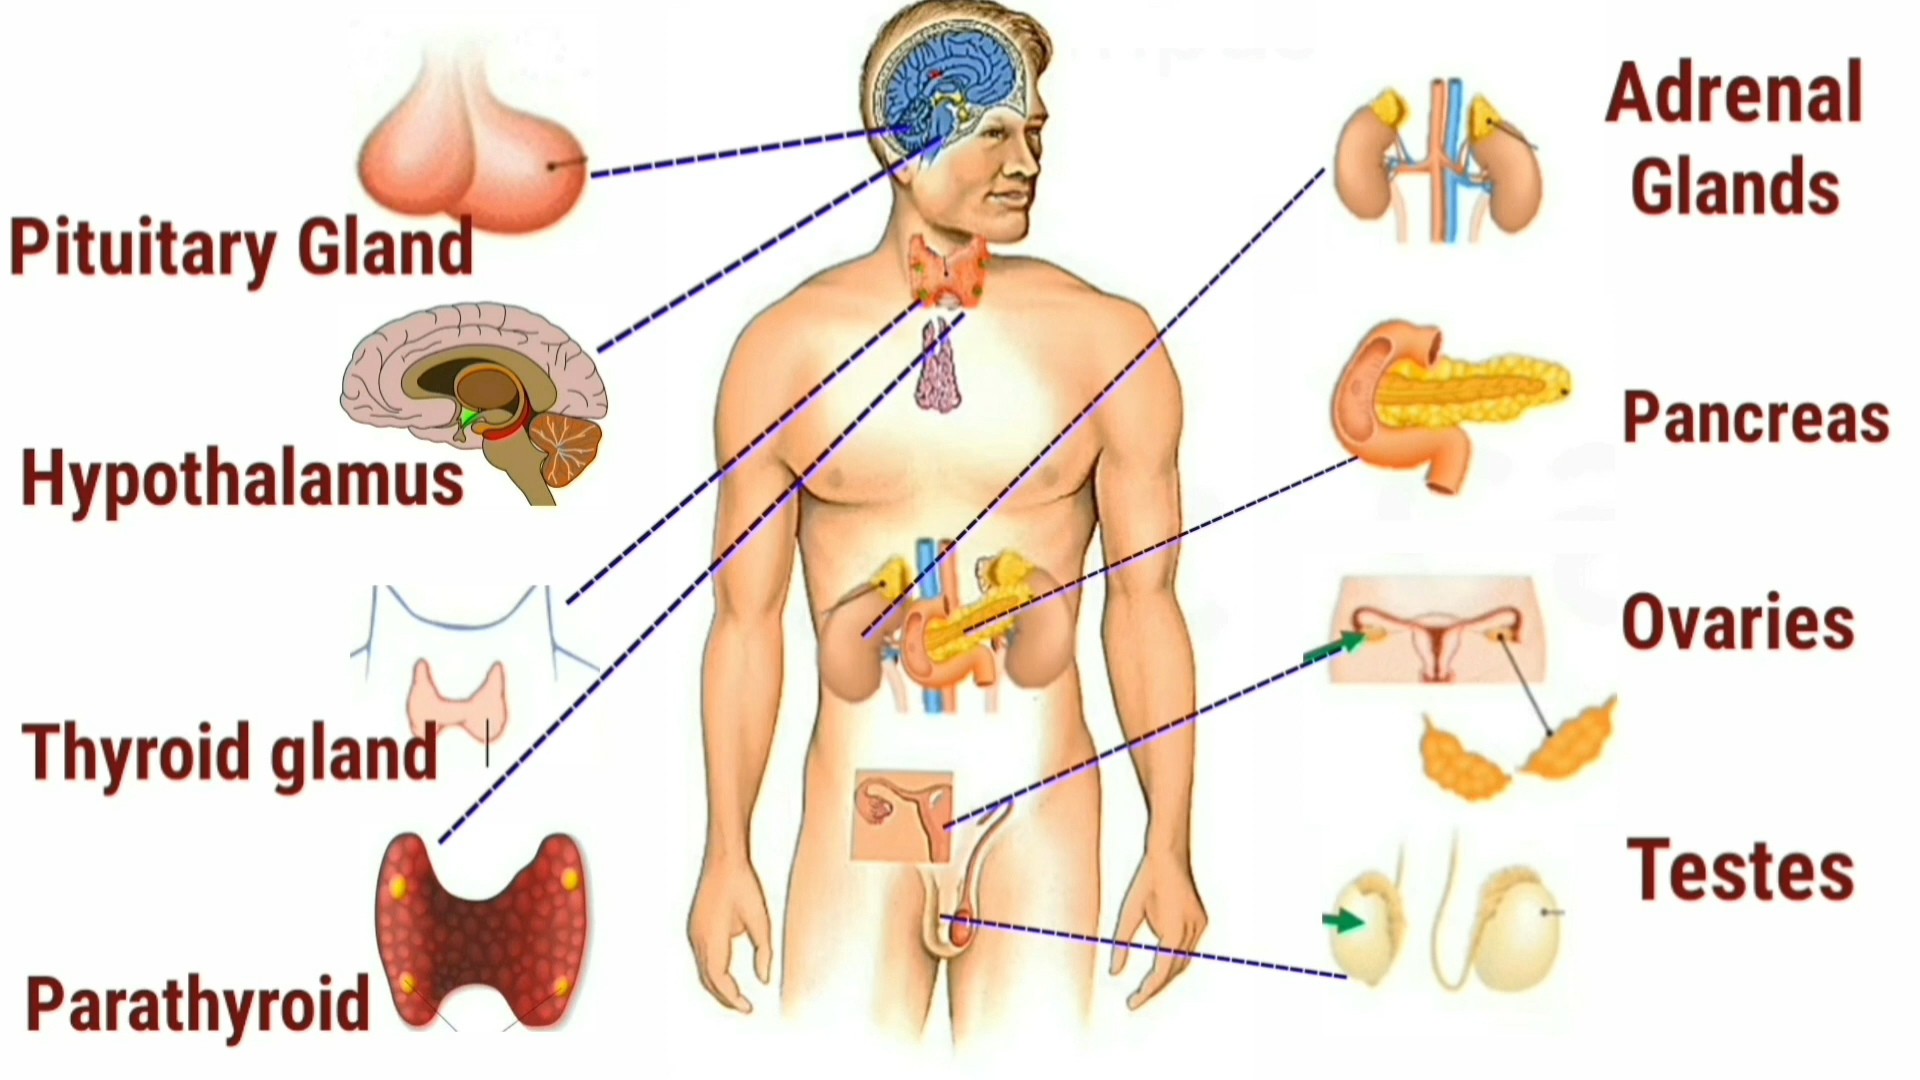 Pituitary Gland
Hypothalamus
Thyroid gland
Parathyroid
Adrenal
Glands
Pancreas
Ovaries
Testes